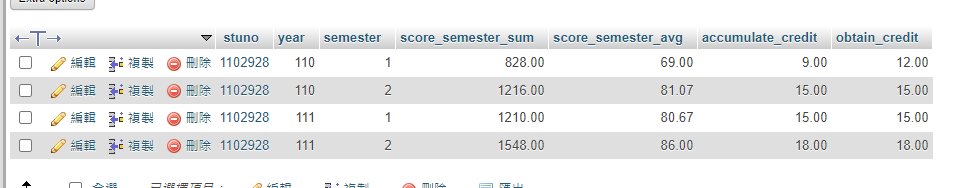 Extra options
←T→ stuno year semester score_semester_sum score_semester_avg accumulate_credit obtain_credit
編輯 複製 刪除 1102928 110 1 828.00 69.00 9.00 12.00
編輯 複製 刪除 1102928 110 2 1216.00 81.07 15.00 15.00
編輯 複製 刪除 1102928 111 1 1210.00 80.67 15.00 15.00
編輯 複製 刪除 1102928 111 2 1548.00 86.00 18.00 18.00
全選 已選擇項目： 編輯 複製 刪除 匯出